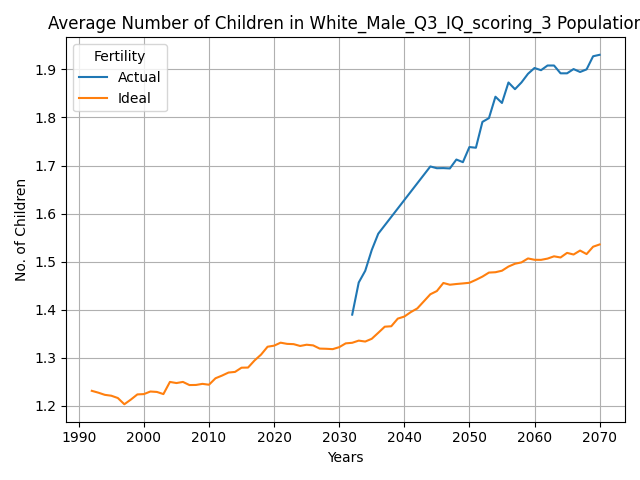 Average Number of Children in White_Male_Q3_IQ_scoring_3 Population
Fertility
Actual
Ideal
No. of Children
1.9
1.8
1.7
1.6
1.5
1.4
1.3
1.2
1990 2000 2010 2020 2030 2040 2050 2060 2070
Years